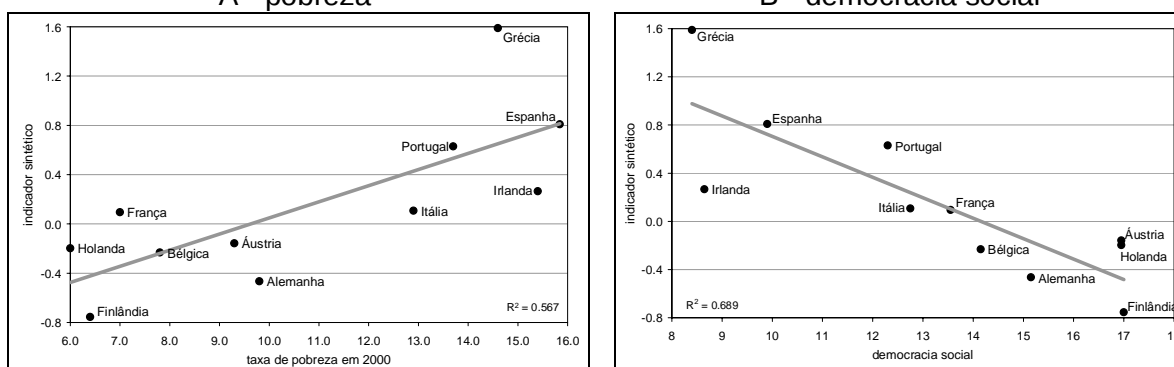 A - pobreza
B - democracia social
1.6
1.2
0.8
0.4
0.0
-0.4
-0.8
indicador sintético
Grécia
Espanha
Portugal
Irlanda
Itália
França
Áustria
Holanda
Bélgica
Alemanha
Finlândia
R² = 0.567
6.0 7.0 8.0 9.0 10.0 11.0 12.0 13.0 14.0 15.0 16.0
taxa de pobreza em 2000
1.6
1.2
0.8
0.4
0.0
-0.4
-0.8
indicador sintético
Grécia
Espanha
Portugal
Irlanda
Itália
França
Áustria
Holanda
Bélgica
Alemanha
Finlândia
R² = 0.689
8 9 10 11 12 13 14 15 16 17
democracia social